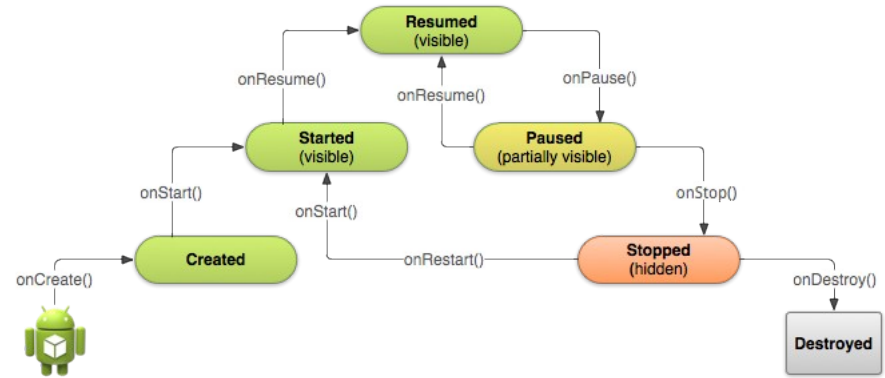 Resumed
(visible)
onResume()
onPause()
onResume()
Started
(visible)
Paused
(partially visible)
onStart()
onStop()
onStart()
Created
onRestart()
Stopped
(hidden)
onCreate()
onDestroy()
Destroyed